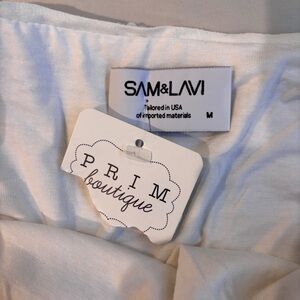 SAM&LAVI
Tailored in USA
of imported materials M
PRIM
boutique